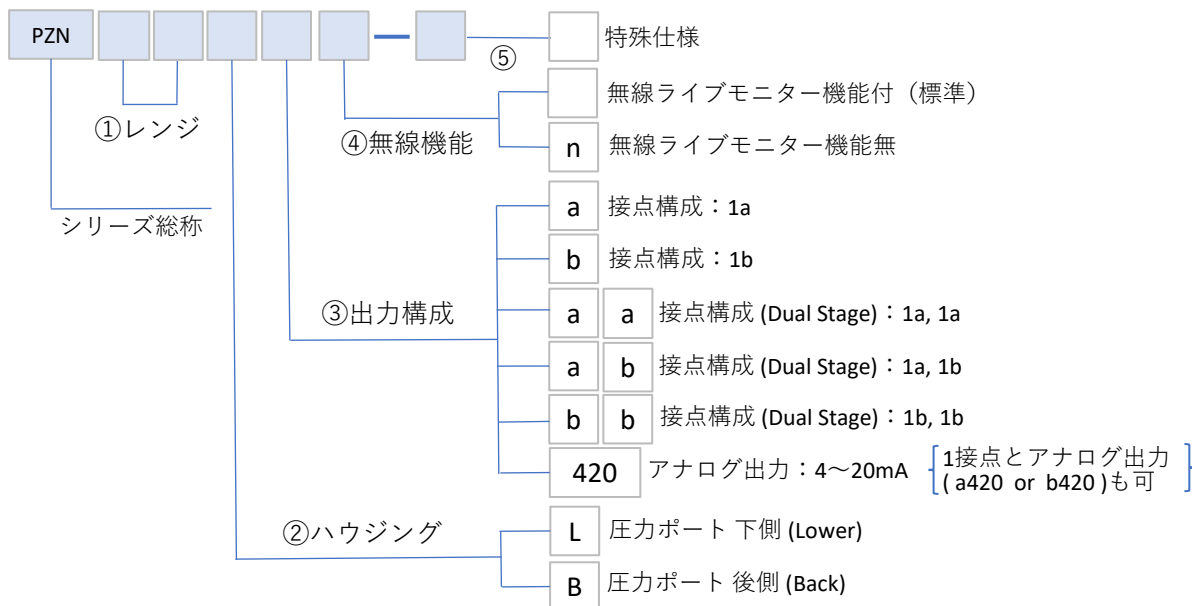 PZN
⑤
特殊仕様
無線ライブモニター機能付（標準）
①レンジ
④無線機能
n 無線ライブモニター機能無
シリーズ総称
a 接点構成：1a
b 接点構成：1b
③出力構成
a a 接点構成 (Dual Stage)：1a, 1a
a b 接点構成 (Dual Stage)：1a, 1b
b b 接点構成 (Dual Stage)：1b, 1b
420 アナログ出力：4～20mA
1接点とアナログ出力
( a420 or b420 )も可
②ハウジング
L 圧力ポート 下側 (Lower)
B 圧力ポート 後側 (Back)